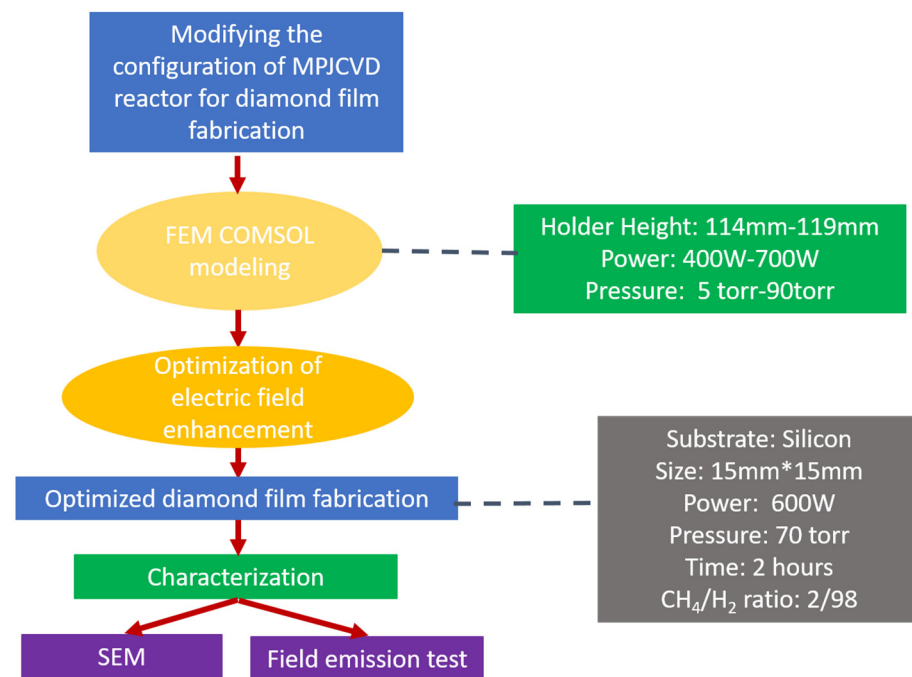 Modifying the
configuration of MPJCVD
reactor for diamond film
fabrication
FEM COMSOL
modeling
Holder Height: 114mm-119mm
Power: 400W-700W
Pressure:  5 torr-90torr
Optimization of
electric field
enhancement
Optimized diamond film fabrication
Substrate: Silicon
Size: 15mm*15mm
Power:  600W
Pressure: 70 torr
Time: 2 hours
CH₄/H₂ ratio: 2/98
Characterization
SEM
Field emission test